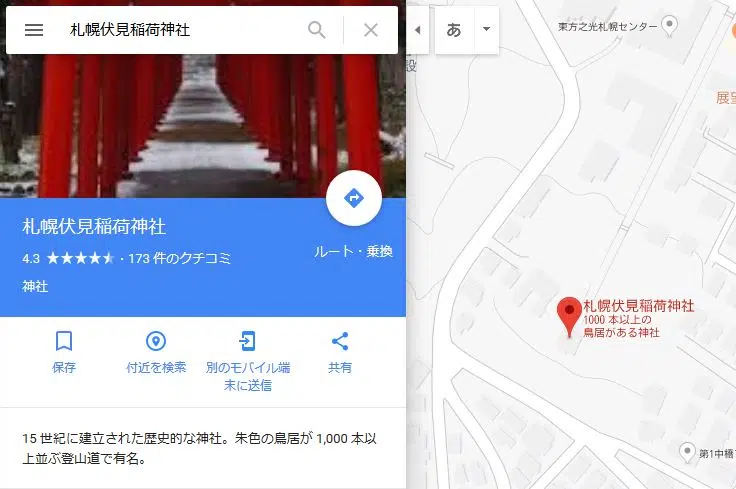 札幌伏見稲荷神社
あ
東方之光札幌センター
設
展望
札幌伏見稲荷神社
4.3 ★★★★★ · 173 件のクチコミ
神社
ルート・乗換
札幌伏見稲荷神社
1000 本以上の
鳥居がある神社
保存
付近を検索
別のモバイル端
末に送信
共有
15 世紀に建立された歴史的な神社。朱色の鳥居が 1,000 本以
上並ぶ登山道で有名。
第1中橋